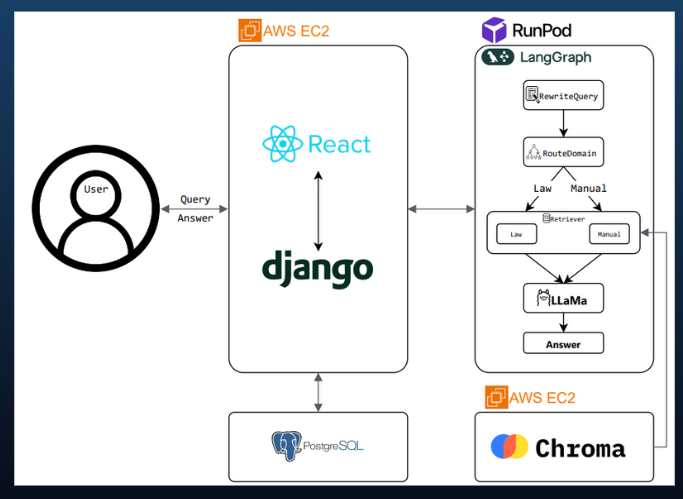 AWS EC2
RunPod
LangGraph
RewriteQuery
React
RouteDomain
User
Law Manual
Query
Answer
Retriever
Law Manual
django
LLaMa
Answer
AWS EC2
PostgreSQL
Chroma